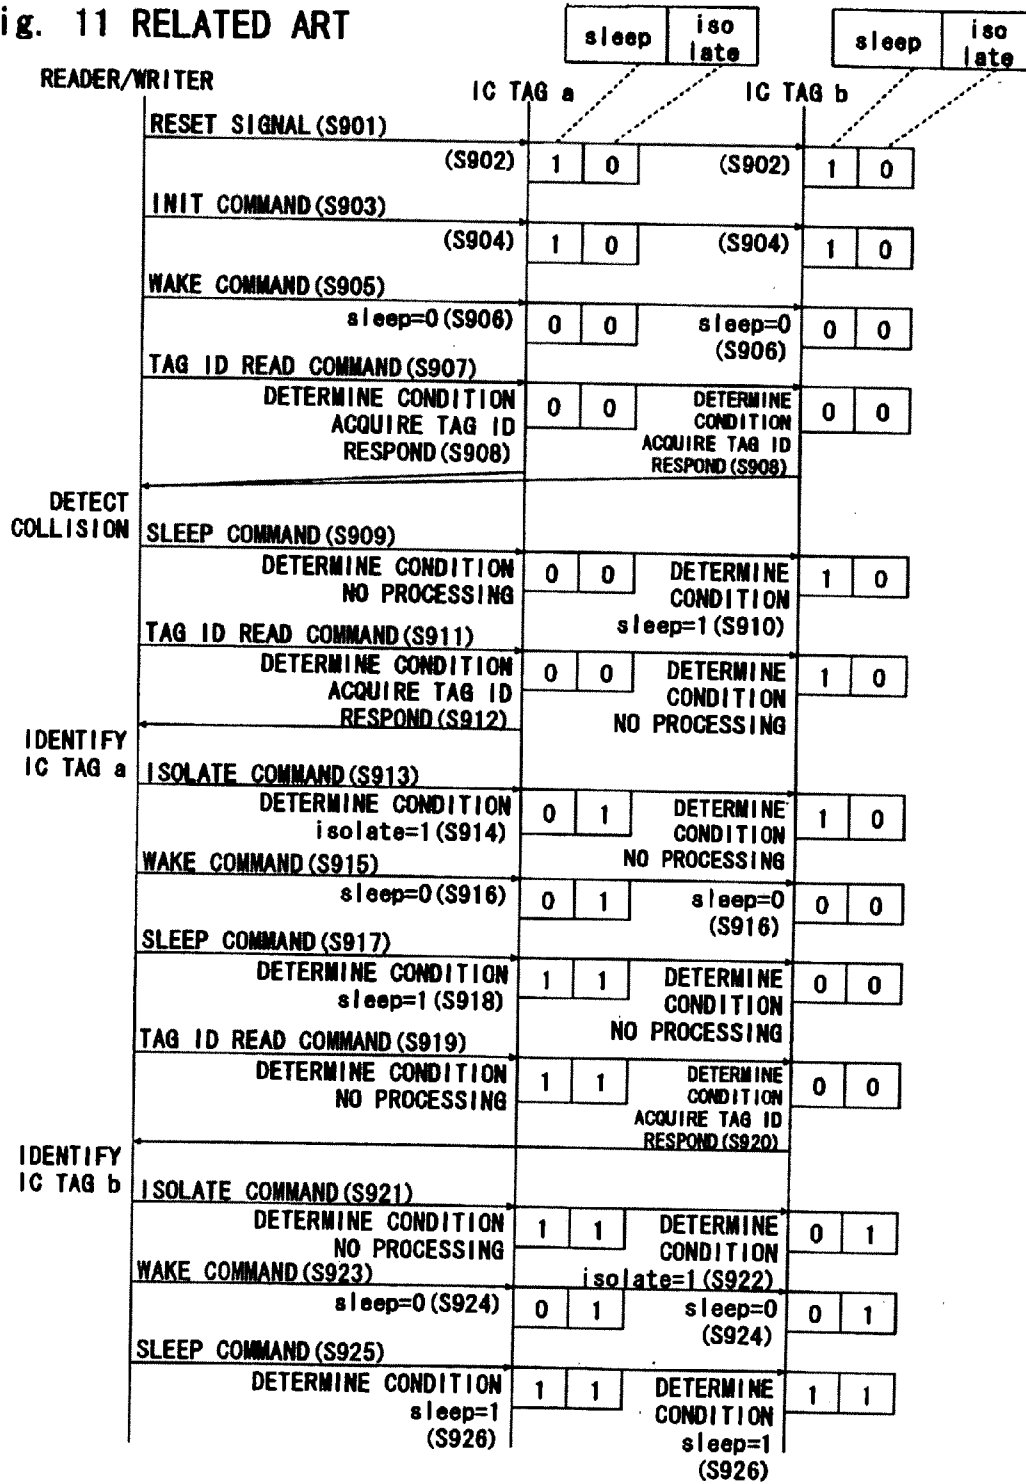 ig. 11 RELATED ART
sleep
iso
late
sleep
iso
late
READER/WRITER
IC TAG a
IC TAG b
RESET SIGNAL(S901)
(S902)
1 0
(S902)
1 0
INIT COMMAND(S903)
(S904)
1 0
(S904)
1 0
WAKE COMMAND(S905)
sleep=0(S906)
0 0
sleep=0
(S906)
0 0
TAG ID READ COMMAND(S907)
DETERMINE CONDITION
ACQUIRE TAG ID
RESPOND(S908)
0 0
DETERMINE
CONDITION
ACQUIRE TAG ID
RESPOND(S908)
0 0
DETECT
COLLISION
SLEEP COMMAND(S909)
DETERMINE CONDITION
NO PROCESSING
0 0
DETERMINE
CONDITION
sleep=1(S910)
1 0
TAG ID READ COMMAND(S911)
DETERMINE CONDITION
ACQUIRE TAG ID
RESPOND(S912)
0 0
DETERMINE
CONDITION
NO PROCESSING
1 0
IDENTIFY
IC TAG a
ISOLATE COMMAND(S913)
DETERMINE CONDITION
isolate=1(S914)
0 1
DETERMINE
CONDITION
NO PROCESSING
1 0
WAKE COMMAND(S915)
sleep=0(S916)
0 1
sleep=0
(S916)
0 0
SLEEP COMMAND(S917)
DETERMINE CONDITION
sleep=1(S918)
1 1
DETERMINE
CONDITION
NO PROCESSING
0 0
TAG ID READ COMMAND(S919)
DETERMINE CONDITION
NO PROCESSING
1 1
DETERMINE
CONDITION
ACQUIRE TAG ID
RESPOND(S920)
0 0
IDENTIFY
IC TAG b
ISOLATE COMMAND(S921)
DETERMINE CONDITION
NO PROCESSING
1 1
DETERMINE
CONDITION
isolate=1(S922)
0 1
WAKE COMMAND(S923)
sleep=0(S924)
0 1
sleep=0
(S924)
0 1
SLEEP COMMAND(S925)
DETERMINE CONDITION
sleep=1
(S926)
1 1
DETERMINE
CONDITION
sleep=1
(S926)
1 1